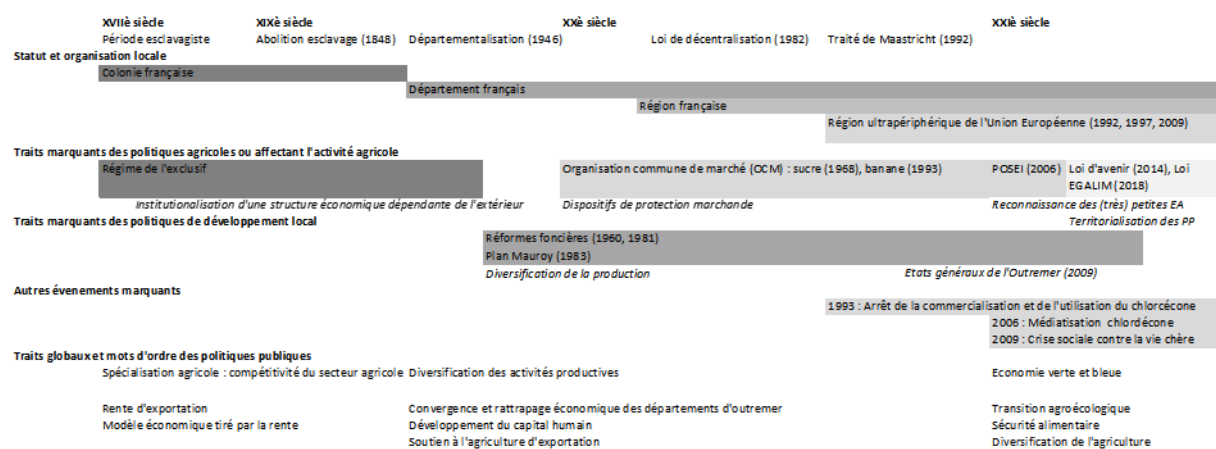 XVIIè siècle XIXè siècle XXè siècle XXIè siècle
Période esclavagiste Abolition esclavage (1848) Départementalisation (1946) Loi de décentralisation (1982) Traité de Maastricht (1992)
Statut et organisation locale
Colonie française
Département français
Région française
Région ultrapériphérique de l'Union Européenne (1992, 1997, 2009)
Traits marquants des politiques agricoles ou affectant l'activité agricole
Régime de l'exclusif Organisation commune de marché (OCM) : sucre (1968), banane (1993) POSEI (2006) Loi d'avenir (2014), Loi
EGALIM (2018)
Institutionalisation d'une structure économique dépendante de l'extérieur Dispositifs de protection marchande Reconnaissance des (très) petites EA
Traits marquants des politiques de développement local Territorialisation des PP
Réformes foncières (1960, 1981)
Plan Mauroy (1983)
Diversification de la production Etats généraux de l'Outremer (2009)
Autres évenements marquants
1993 : Arrêt de la commercialisation et de l'utilisation du chlorcécone
2006 : Médiatisation chlordécone
2009 : Crise sociale contre la vie chère
Traits globaux et mots d'ordre des politiques publiques
Spécialisation agricole : compétitivité du secteur agricole Diversification des activités productives Economie verte et bleue
Rente d'exportation Convergence et rattrapage économique des départements d'outremer Transition agroécologique
Modèle économique tiré par la rente Développement du capital humain Sécurité alimentaire
Soutien à l'agriculture d'exportation Diversification de l'agriculture